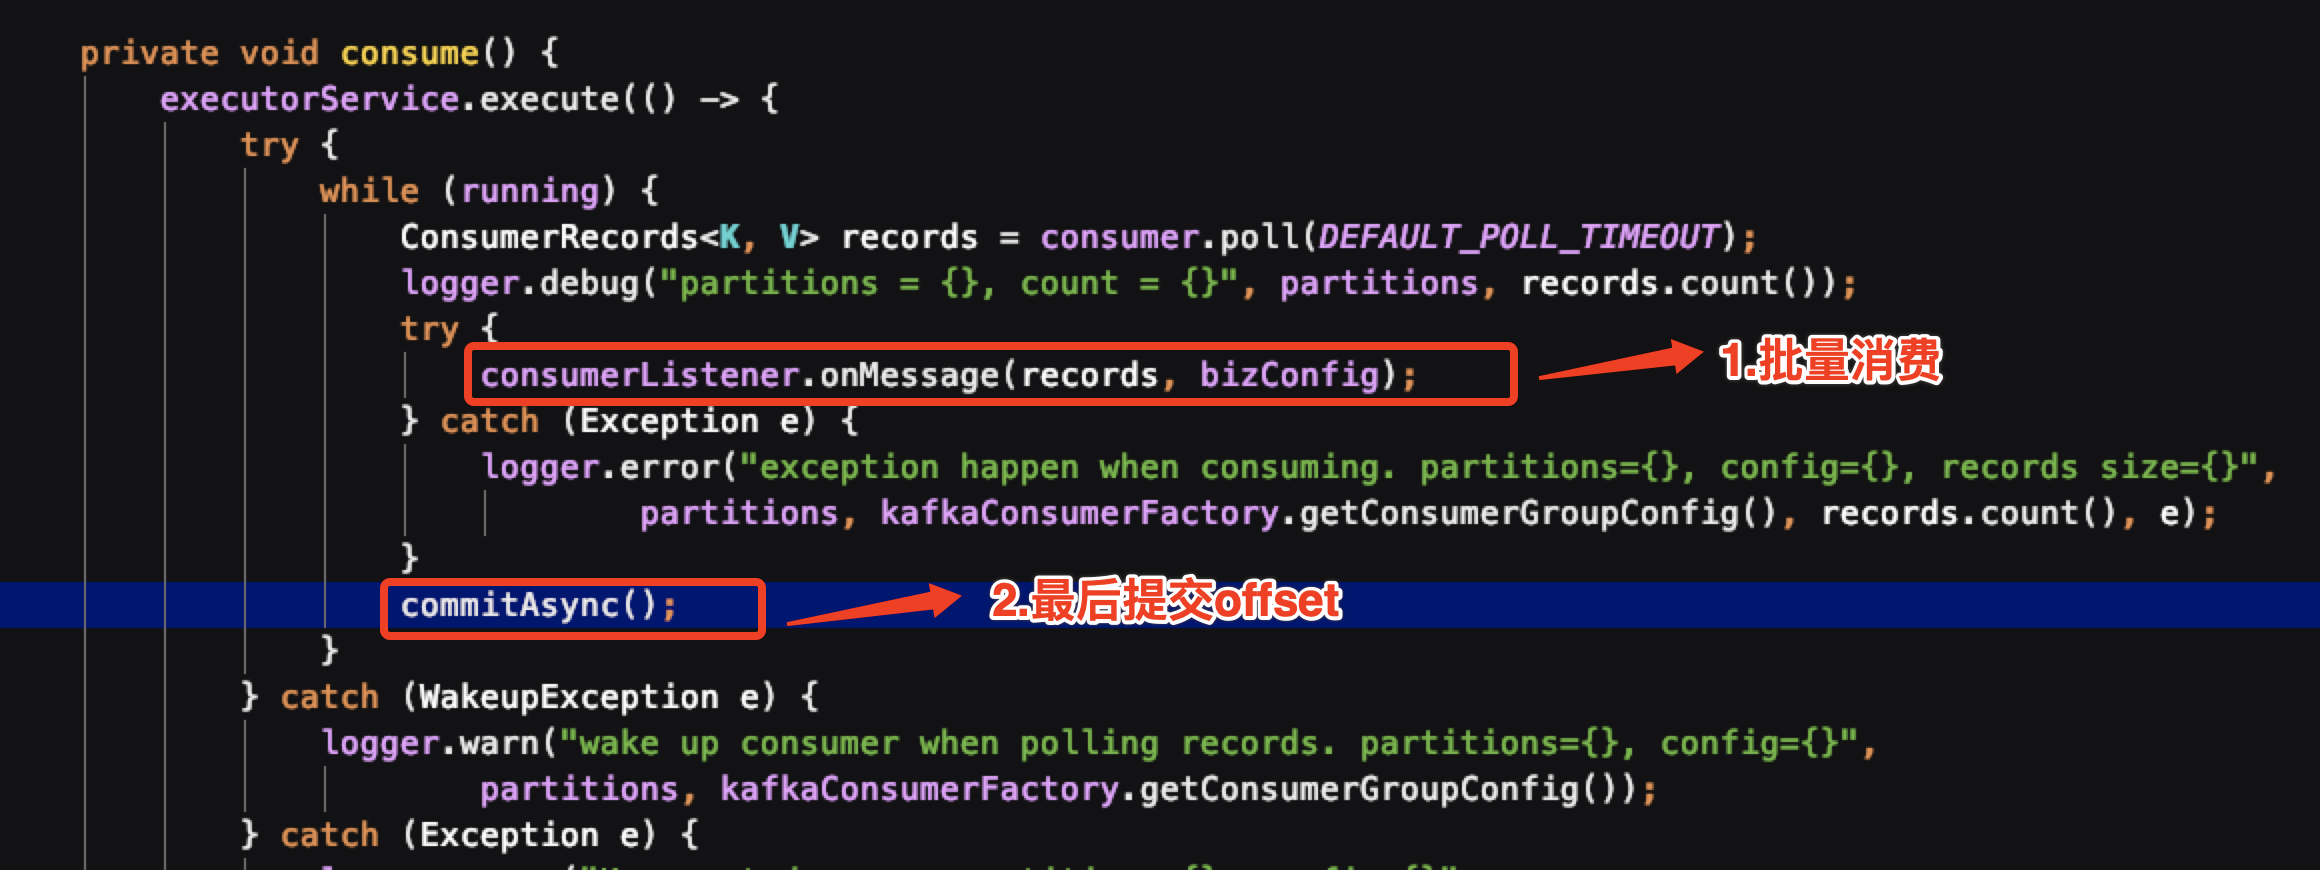 private void consume() {
executorService.execute(() -> {
try {
while (running) {
ConsumerRecords<K, V> records = consumer.poll(DEFAULT_POLL_TIMEOUT);
logger.debug("partitions = {}, count = {}", partitions, records.count());
try {
consumerListener.onMessage(records, bizConfig);
1.批量消费
} catch (Exception e) {
logger.error("exception happen when consuming. partitions={}, config={}, records size={}",
partitions, kafkaConsumerFactory.getConsumerGroupConfig(), records.count(), e);
}
commitAsync();
2.最后提交offset
}
} catch (WakeupException e) {
logger.warn("wake up consumer when polling records. partitions={}, config={}",
partitions, kafkaConsumerFactory.getConsumerGroupConfig());
} catch (Exception e) {